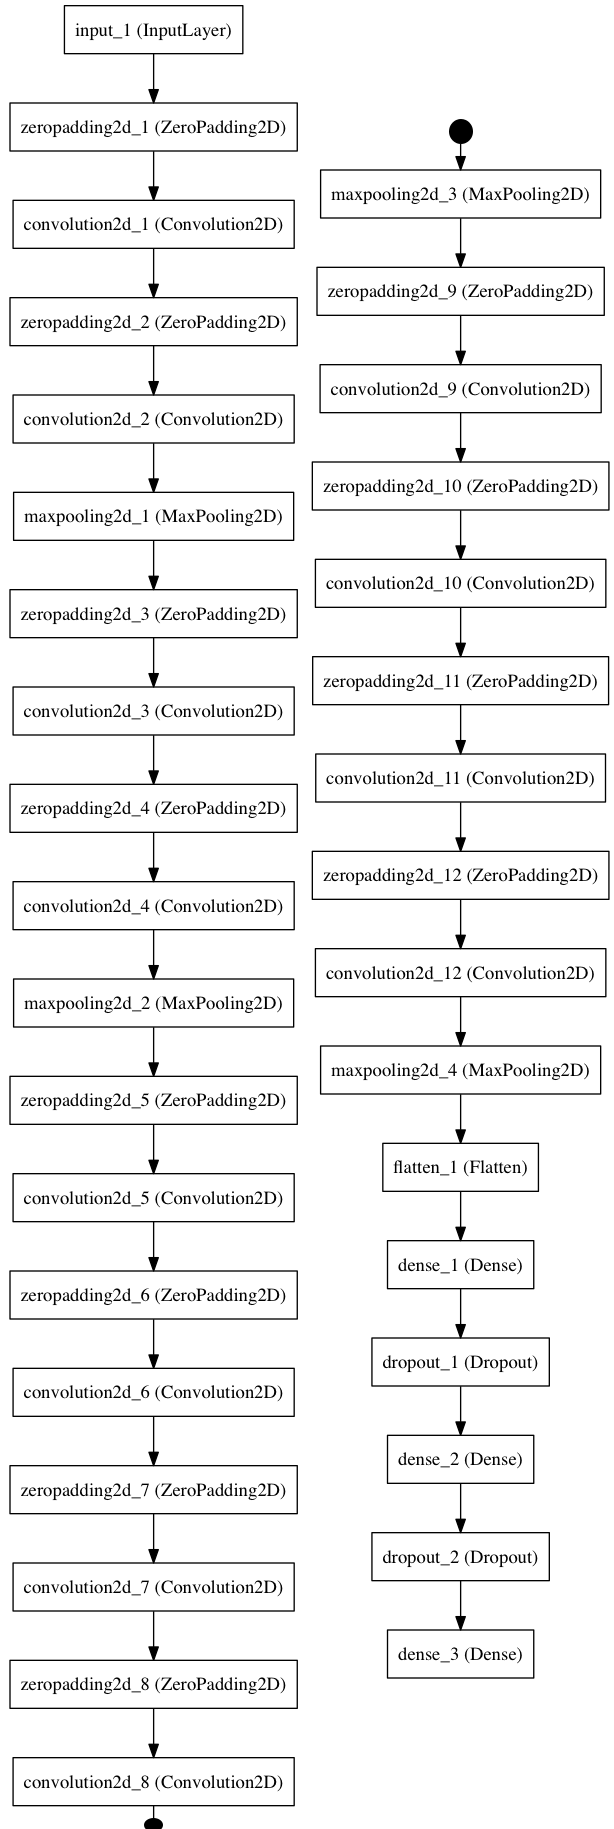 input_1 (InputLayer)
zeropadding2d_1 (ZeroPadding2D)
convolution2d_1 (Convolution2D)
zeropadding2d_2 (ZeroPadding2D)
convolution2d_2 (Convolution2D)
maxpooling2d_1 (MaxPooling2D)
zeropadding2d_3 (ZeroPadding2D)
convolution2d_3 (Convolution2D)
zeropadding2d_4 (ZeroPadding2D)
convolution2d_4 (Convolution2D)
maxpooling2d_2 (MaxPooling2D)
zeropadding2d_5 (ZeroPadding2D)
convolution2d_5 (Convolution2D)
zeropadding2d_6 (ZeroPadding2D)
convolution2d_6 (Convolution2D)
zeropadding2d_7 (ZeroPadding2D)
convolution2d_7 (Convolution2D)
zeropadding2d_8 (ZeroPadding2D)
convolution2d_8 (Convolution2D)
maxpooling2d_3 (MaxPooling2D)
zeropadding2d_9 (ZeroPadding2D)
convolution2d_9 (Convolution2D)
zeropadding2d_10 (ZeroPadding2D)
convolution2d_10 (Convolution2D)
zeropadding2d_11 (ZeroPadding2D)
convolution2d_11 (Convolution2D)
zeropadding2d_12 (ZeroPadding2D)
convolution2d_12 (Convolution2D)
maxpooling2d_4 (MaxPooling2D)
flatten_1 (Flatten)
dense_1 (Dense)
dropout_1 (Dropout)
dense_2 (Dense)
dropout_2 (Dropout)
dense_3 (Dense)